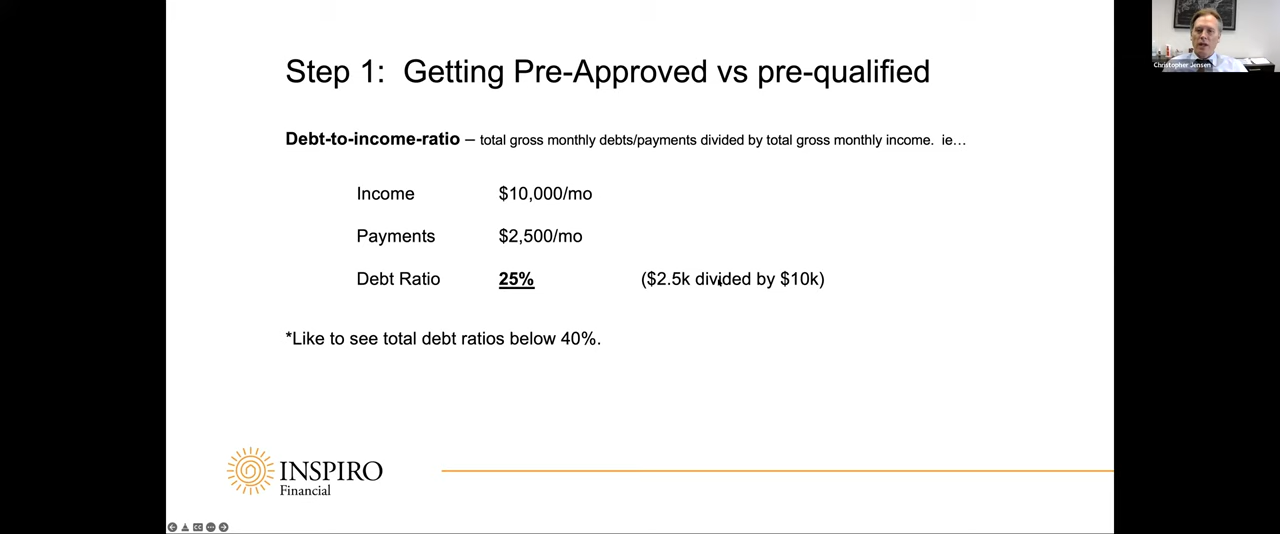 Step 1: Getting Pre-Approved vs pre-qualified
Christopher Jensen
Debt-to-income-ratio – total gross monthly debts/payments divided by total gross monthly income. ie…
Income $10,000/mo
Payments $2,500/mo
Debt Ratio 25% ($2.5k divided by $10k)
*Like to see total debt ratios below 40%.
INSPIRO
Financial